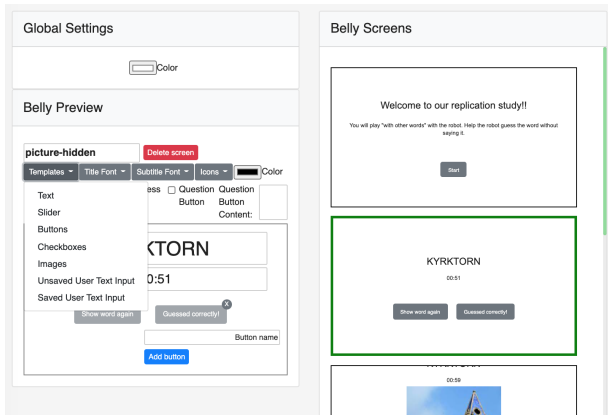 Global Settings
Color
Belly Preview
picture-hidden
Delete screen
Templates
Title Font
Subtitle Font
Icons
Color
Text
Slider
Buttons
Checkboxes
Images
Unsaved User Text Input
Saved User Text Input
ess
Question Button
Question Button Content:
KTORN
0:51
Show word again
Guessed correctly!
X
Button name
Add button
Belly Screens
Welcome to our replication study!!
You will play "with other words" with the robot. Help the robot guess the word without
saying it.
Start
KYRKTORN
00:51
Show word again
Guessed correctly!
00:59